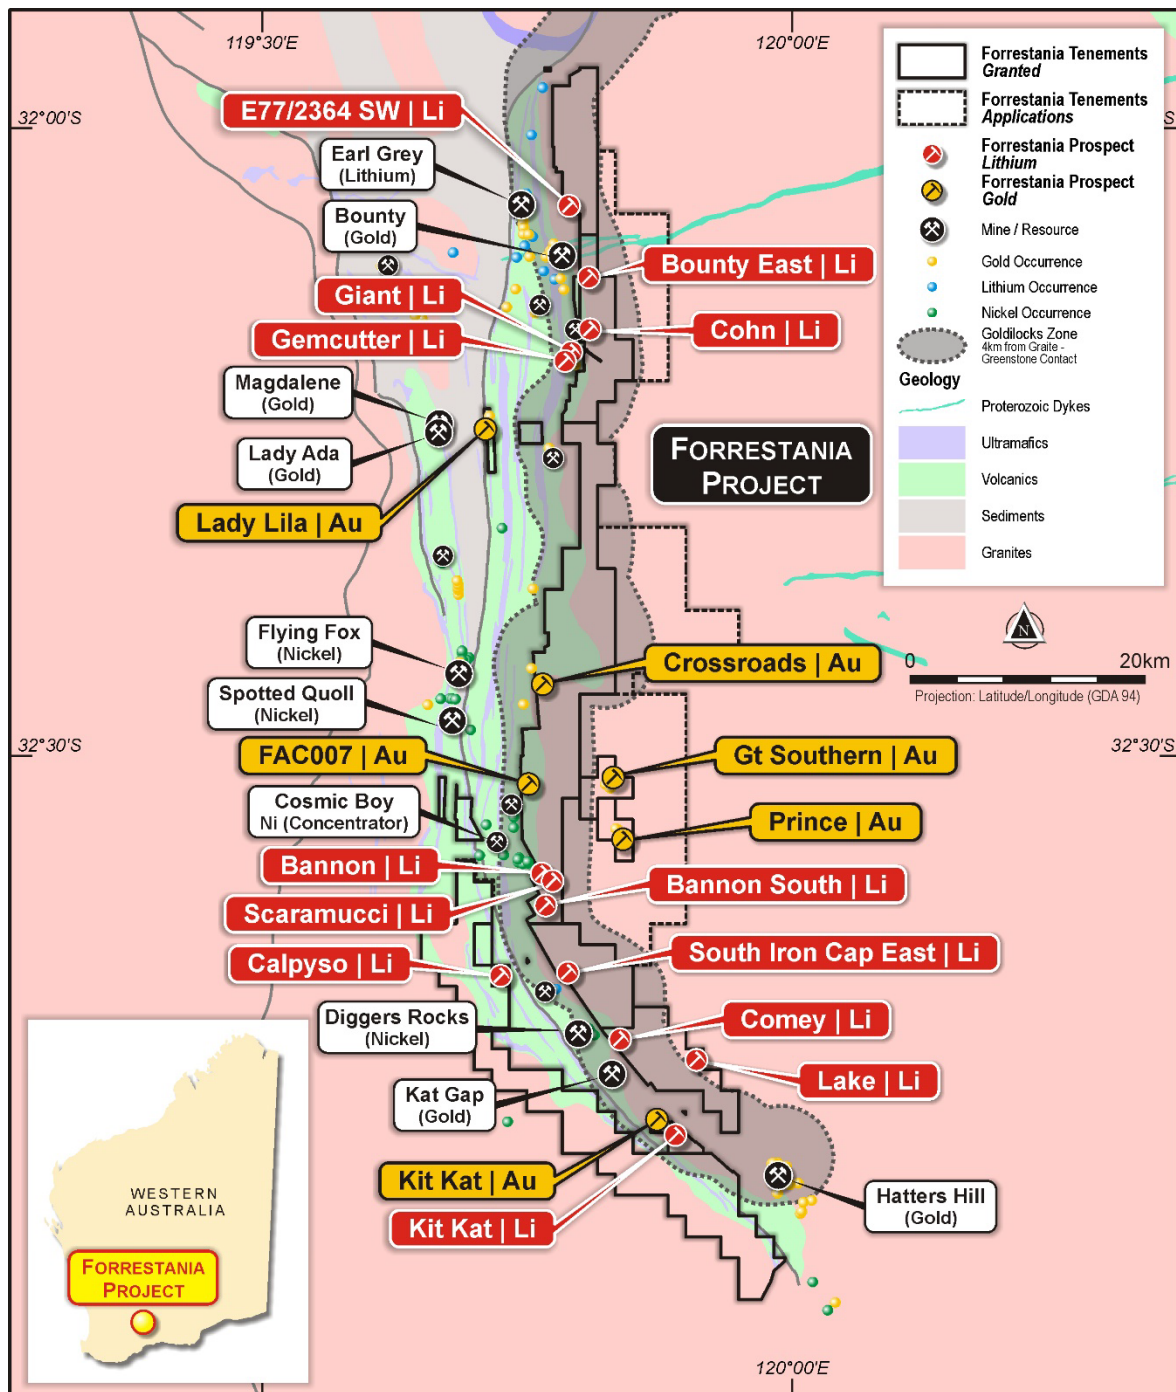 119°30'E
120°00'E
32°00'S
S
E77/2364 SW | Li
Earl Grey
(Lithium)
Bounty
(Gold)
Giant | Li
Gemcutter | Li
Magdalene
(Gold)
Lady Ada
(Gold)
Lady Lila | Au
Bounty East | Li
Cohn | Li
FORRESTANIA
PROJECT
Forrestania Tenements
Granted
Forrestania Tenements
Applications
Forrestania Prospect
Lithium
Forrestania Prospect
Gold
Mine / Resource
Gold Occurrence
Lithium Occurrence
Nickel Occurrence
Goldilocks Zone
4km from Graite -
Greenstone Contact
Geology
Proterozoic Dykes
Ultramafics
Volcanics
Sediments
Granites
N
0
20km
Projection: Latitude/Longitude (GDA 94)
Flying Fox
(Nickel)
Spotted Quoll
(Nickel)
Crossroads | Au
32°30'S
32°30'S
FAC007 | Au
Gt Southern | Au
Cosmic Boy
Ni (Concentrator)
Prince | Au
Bannon | Li
Bannon South | Li
Scaramucci | Li
Calpyso | Li
South Iron Cap East | Li
Diggers Rocks
(Nickel)
Comey | Li
Lake | Li
Kat Gap
(Gold)
Kit Kat | Au
Kit Kat | Li
Hatters Hill
(Gold)
WESTERN
AUSTRALIA
FORRESTANIA
PROJECT
120°00'E